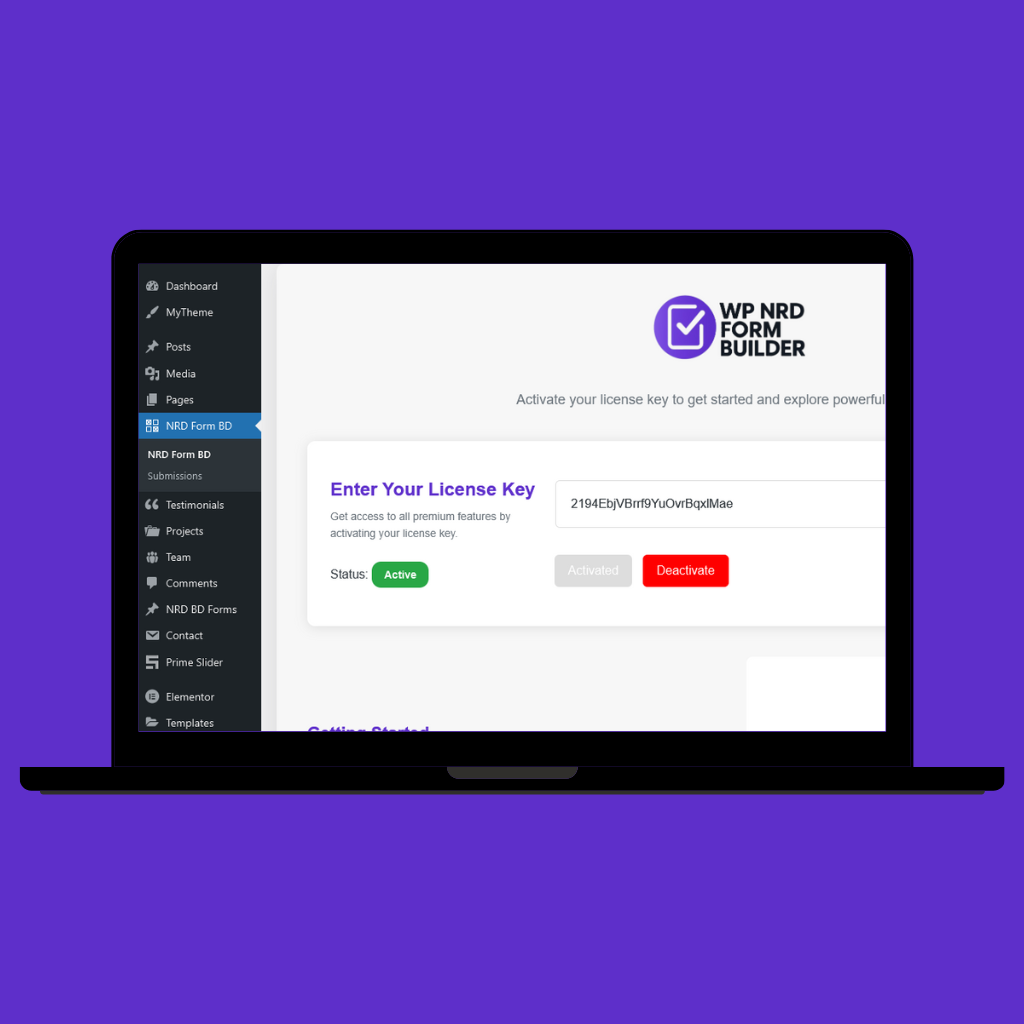 Dashboard
MyTheme
Posts
Media
Pages
NRD Form BD
NRD Form BD
Submissions
Testimonials
Projects
Team
Comments
NRD BD Forms
Contact
Prime Slider
Elementor
Templates
WP NRD
FORM
BUILDER
Activate your license key to get started and explore powerful
Enter Your License Key
Get access to all premium features by
activating your license key.
Status: Active
2194EbjVBrrf9YuOvrBqxlMae
Activated
Deactivate
Getting Started